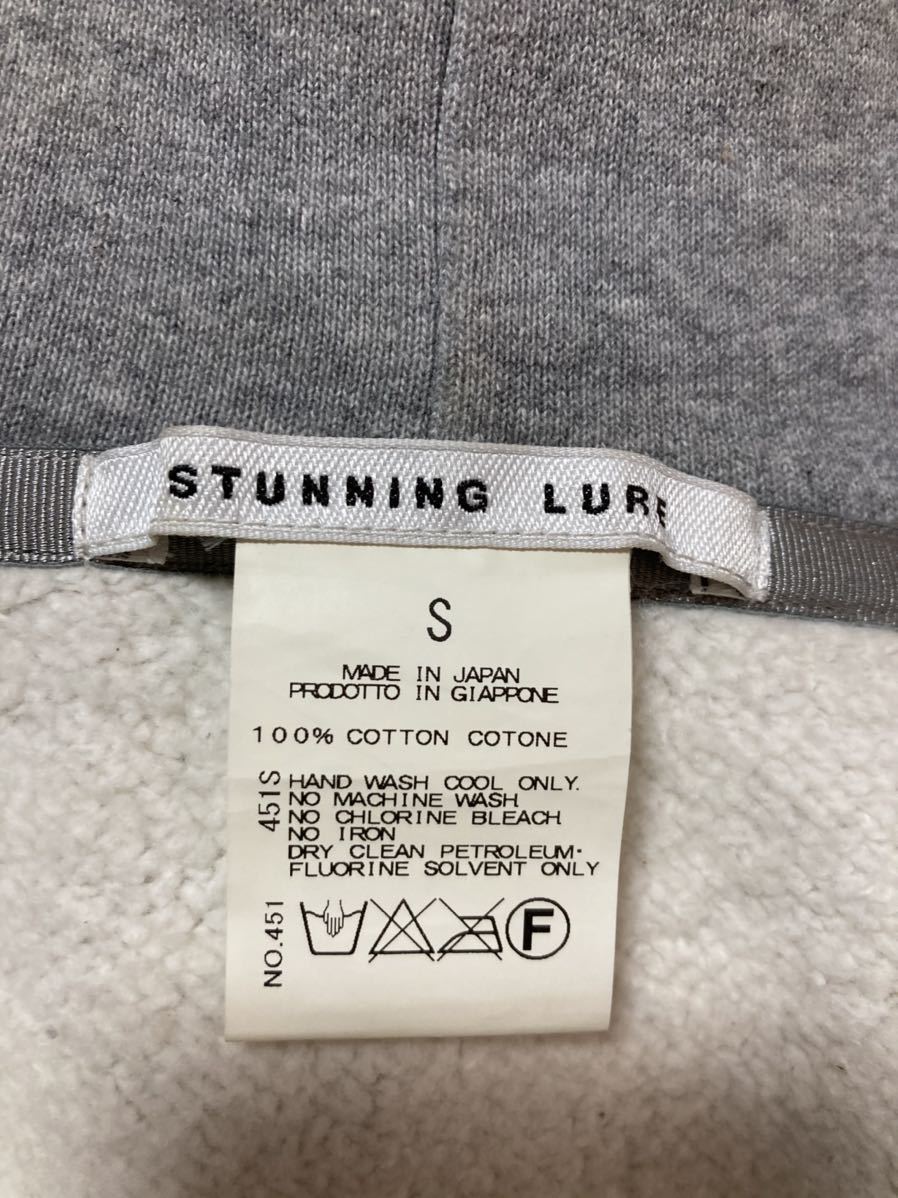 STUNNING LURE
S
MADE IN JAPAN
PRODOTTO IN GIAPPONE
100% COTTON COTONE
HAND WASH COOL ONLY.
NO MACHINE WASH
NO CHLORINE BLEACH
NO IRON
DRY CLEAN PETROLEUM·
FLUORINE SOLVENT ONLY
451S
NO.451
F